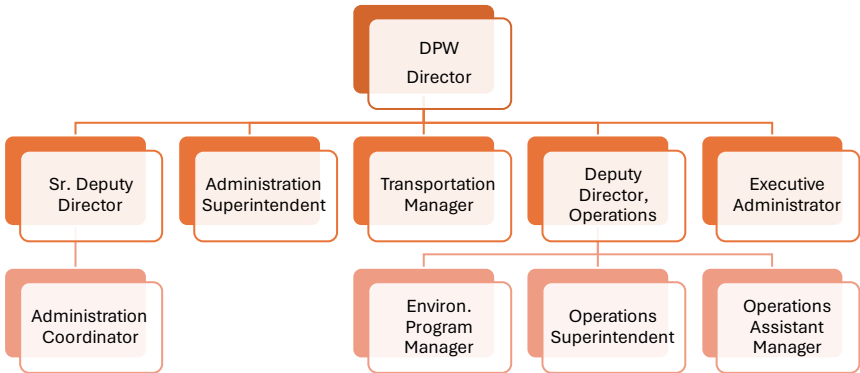 DPW
Director
Sr. Deputy
Director
Administration
Superintendent
Transportation
Manager
Deputy
Director,
Operations
Executive
Administrator
Administration
Coordinator
Environ.
Program
Manager
Operations
Superintendent
Operations
Assistant
Manager